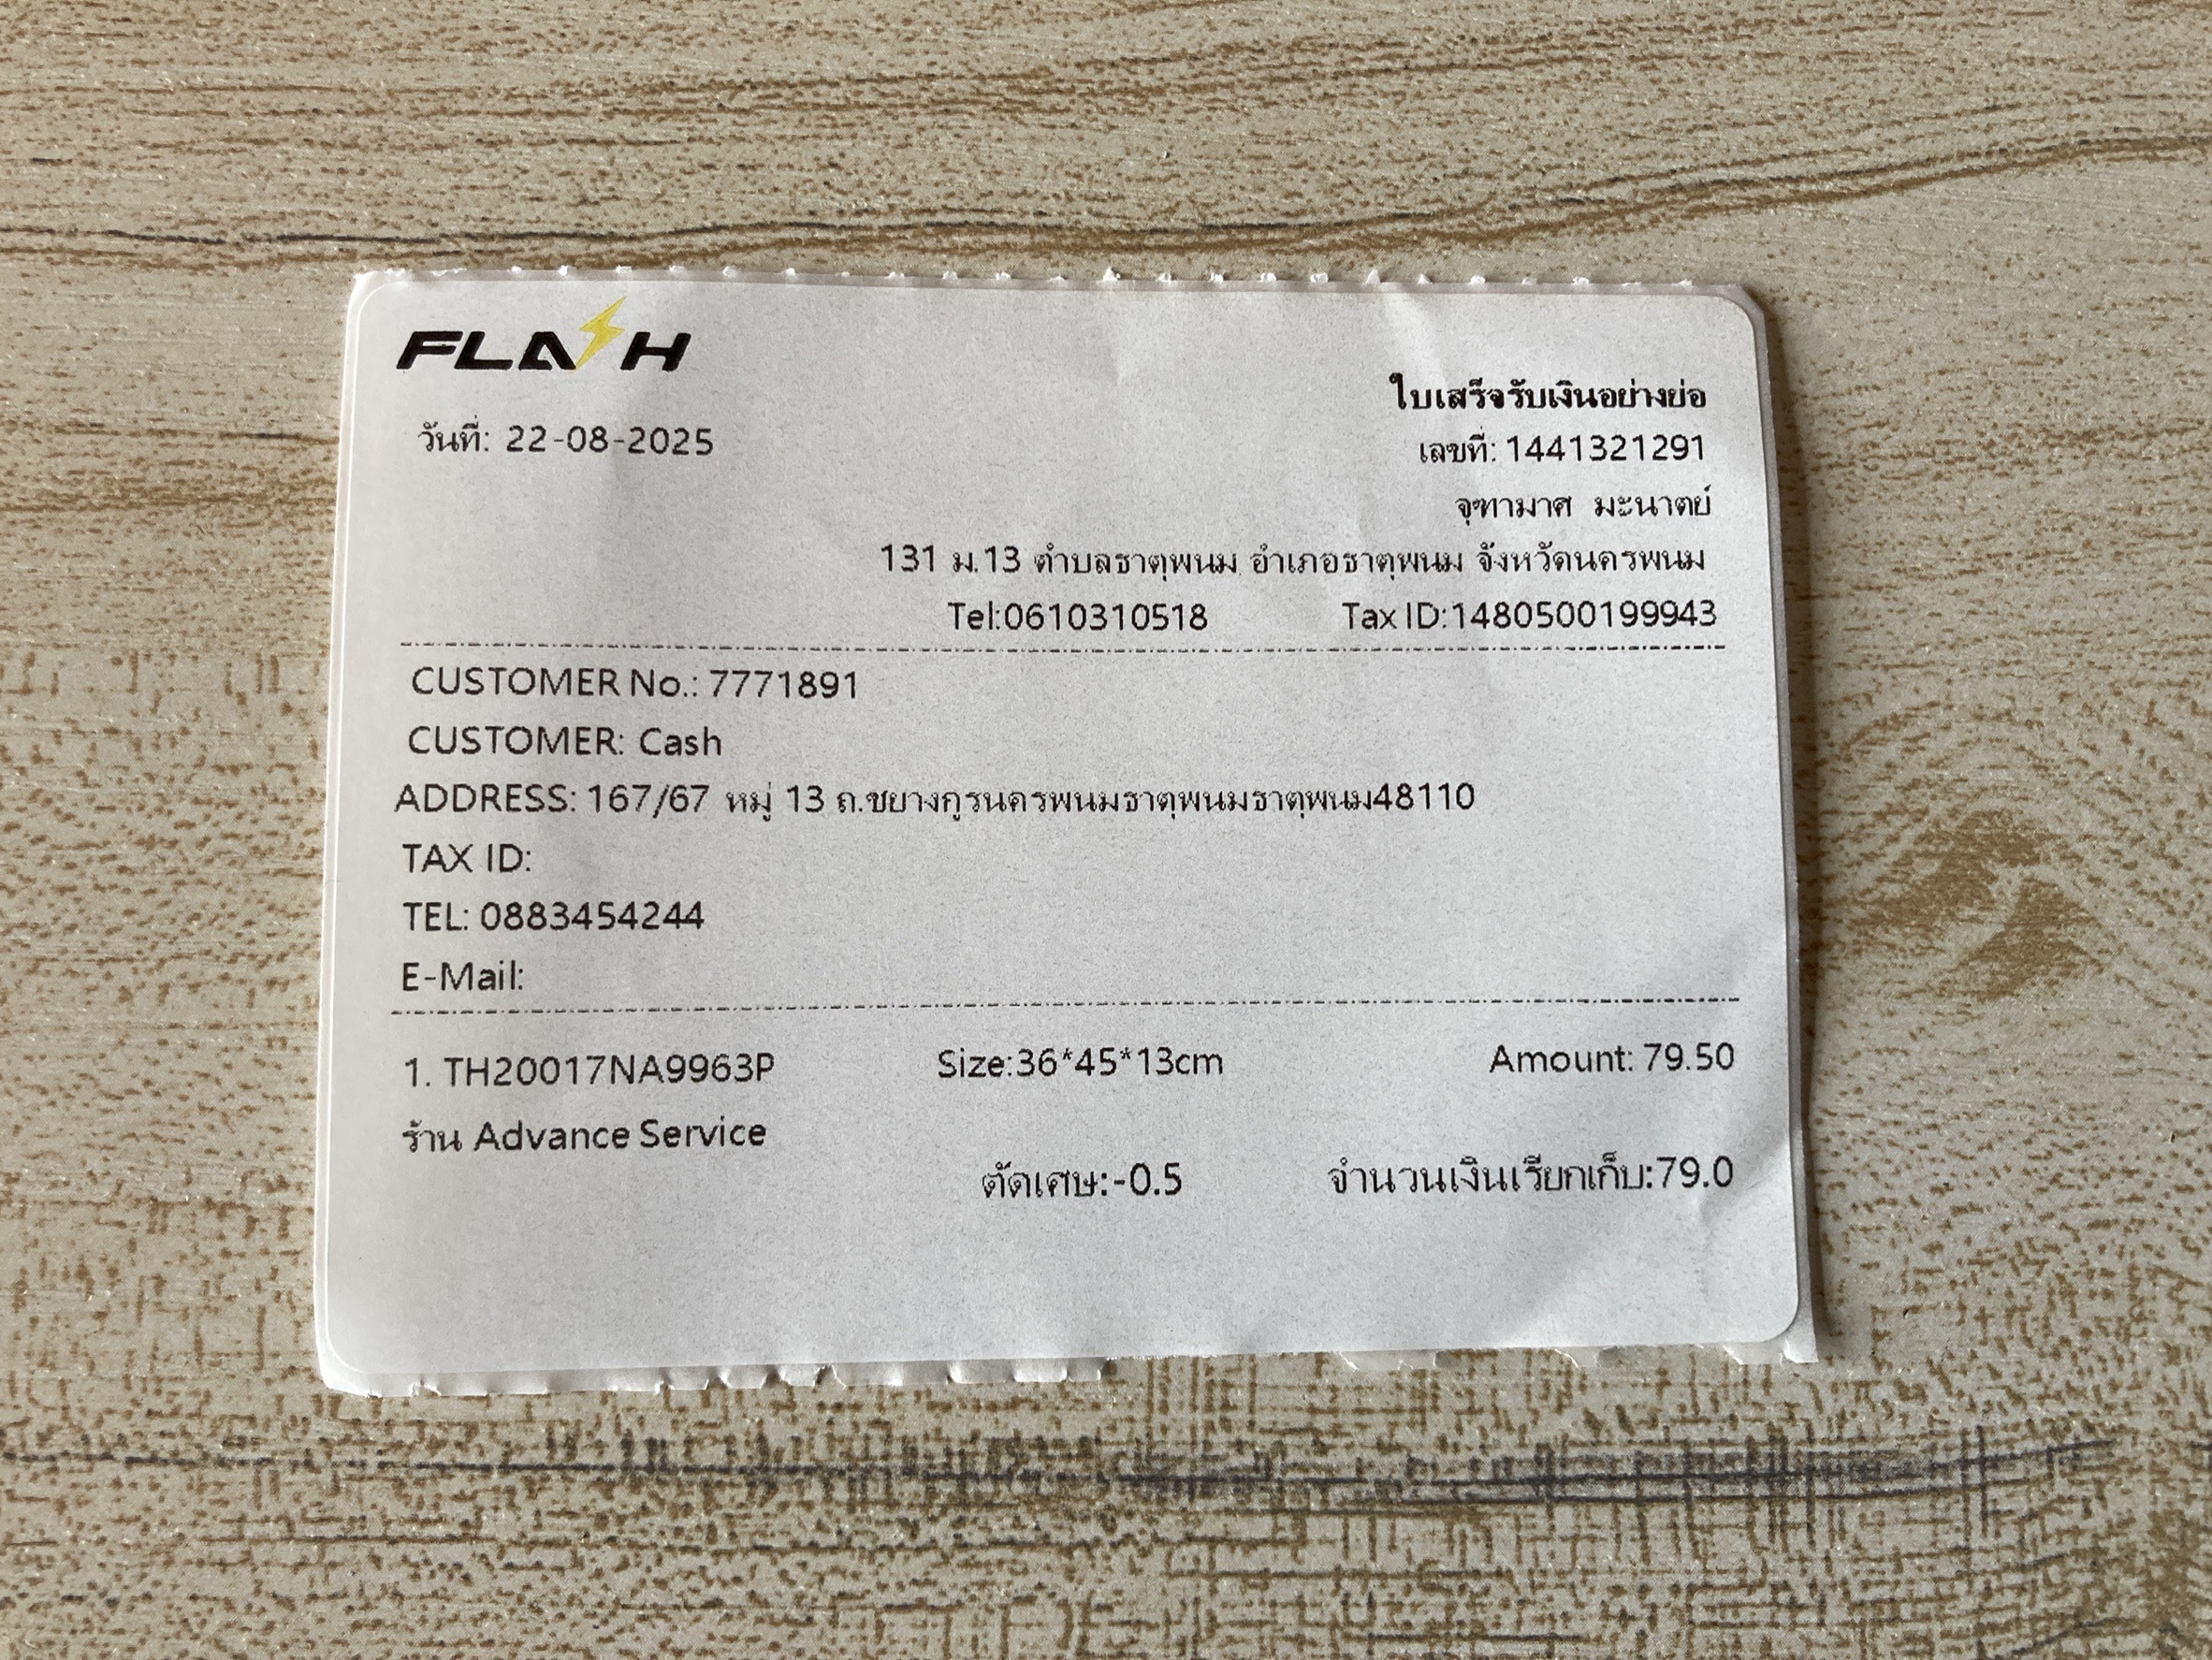 FLASH
ใบเสร็จรับเงินอย่างย่อ
วันที่: 22-08-2025
เลขที่: 1441321291
จุฑามาศ มะนาตย์
131 ม.13 ตำบลธาตุพนม อำเภอธาตุพนม จังหวัดนครพนม
Tel:0610310518 Tax ID:1480500199943
CUSTOMER No.: 7771891
CUSTOMER: Cash
ADDRESS: 167/67 หมู่ 13 ถ.ชยางกูรนครพนมธาตุพนมธาตุพนม48110
TAX ID:
TEL: 0883454244
E-Mail:
1. TH20017NA9963P Size:36*45*13cm Amount: 79.50
ร้าน Advance Service
ตัดเศษ:-0.5 จำนวนเงินเรียกเก็บ:79.0